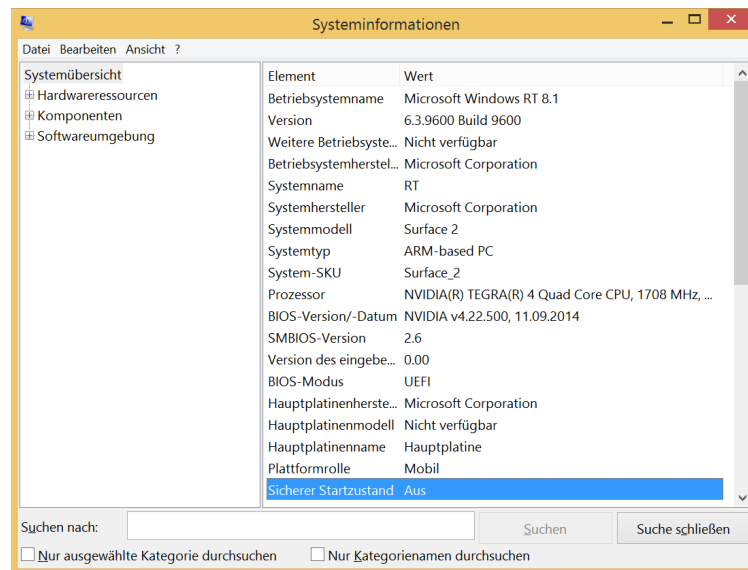 Systeminformationen
Datei Bearbeiten Ansicht ?
Systemübersicht
Hardwareressourcen
Komponenten
Softwareumgebung
Element Wert
Betriebsystemname Microsoft Windows RT 8.1
Version 6.3.9600 Build 9600
Weitere Betriebsyste... Nicht verfügbar
Betriebsystemherstel... Microsoft Corporation
Systemname RT
Systemhersteller Microsoft Corporation
Systemmodell Surface 2
Systemtyp ARM-based PC
System-SKU Surface_2
Prozessor NVIDIA(R) TEGRA(R) 4 Quad Core CPU, 1708 MHz, ...
BIOS-Version/-Datum NVIDIA v4.22.500, 11.09.2014
SMBIOS-Version 2.6
Version des eingebe... 0.00
BIOS-Modus UEFI
Hauptplatinenherste... Microsoft Corporation
Hauptplatinenmodell Nicht verfügbar
Hauptplatinenname Hauptplatine
Plattformrolle Mobil
Sicherer Startzustand Aus
Suchen nach: Suchen Suche schließen
Nur ausgewählte Kategorie durchsuchen Nur Kategorienamen durchsuchen